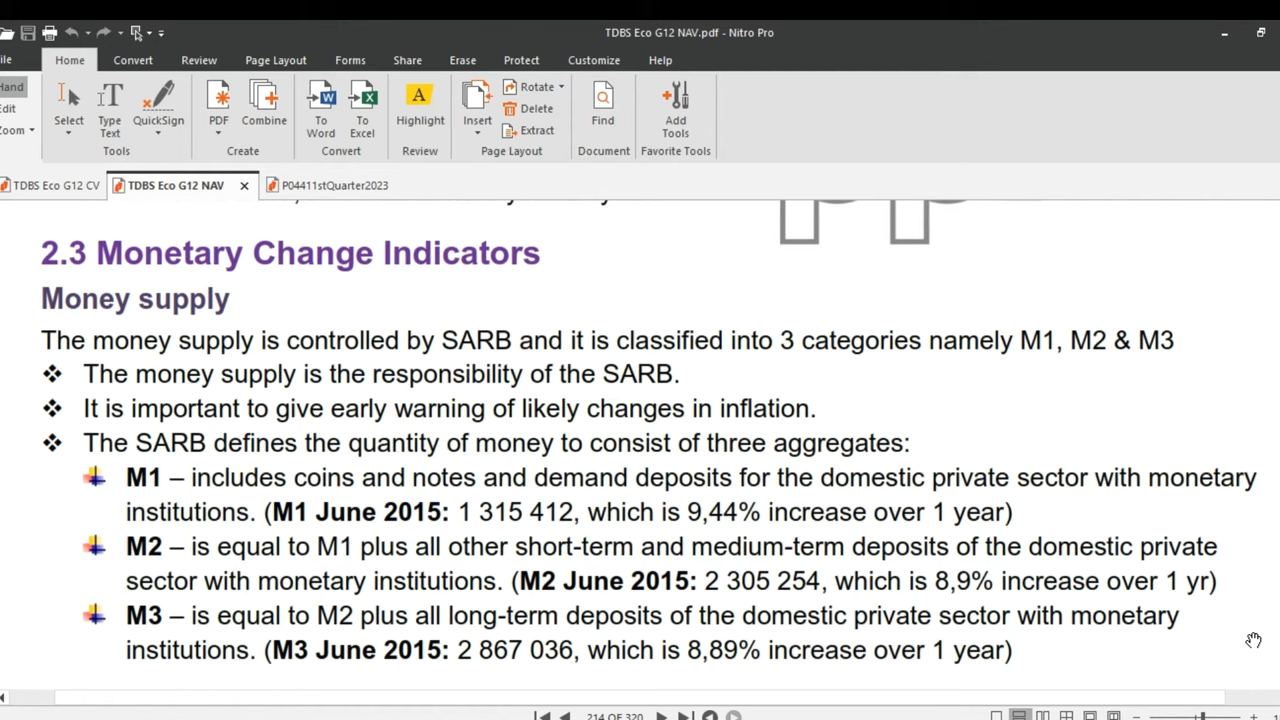 TDBS Eco G12 NAV.pdf - Nitro Pro
ile Home Convert Review Page Layout Forms Share Erase Protect Customize Help
Hand
Edit
Zoom
Select
Type Text
QuickSign
Tools
PDF
Combine
Create
To Word
To Excel
Convert
Highlight
Review
Insert
Rotate
Delete
Extract
Page Layout
Find
Document
Add Tools
Favorite Tools
TDBS Eco G12 CV TDBS Eco G12 NAV P04411stQuarter2023
2.3 Monetary Change Indicators
Money supply
The money supply is controlled by SARB and it is classified into 3 categories namely M1, M2 & M3
❖ The money supply is the responsibility of the SARB.
❖ It is important to give early warning of likely changes in inflation.
❖ The SARB defines the quantity of money to consist of three aggregates:
M1 – includes coins and notes and demand deposits for the domestic private sector with monetary
institutions. (M1 June 2015: 1 315 412, which is 9,44% increase over 1 year)
M2 – is equal to M1 plus all other short-term and medium-term deposits of the domestic private
sector with monetary institutions. (M2 June 2015: 2 305 254, which is 8,9% increase over 1 yr)
M3 – is equal to M2 plus all long-term deposits of the domestic private sector with monetary
institutions. (M3 June 2015: 2 867 036, which is 8,89% increase over 1 year)
214 OF 320